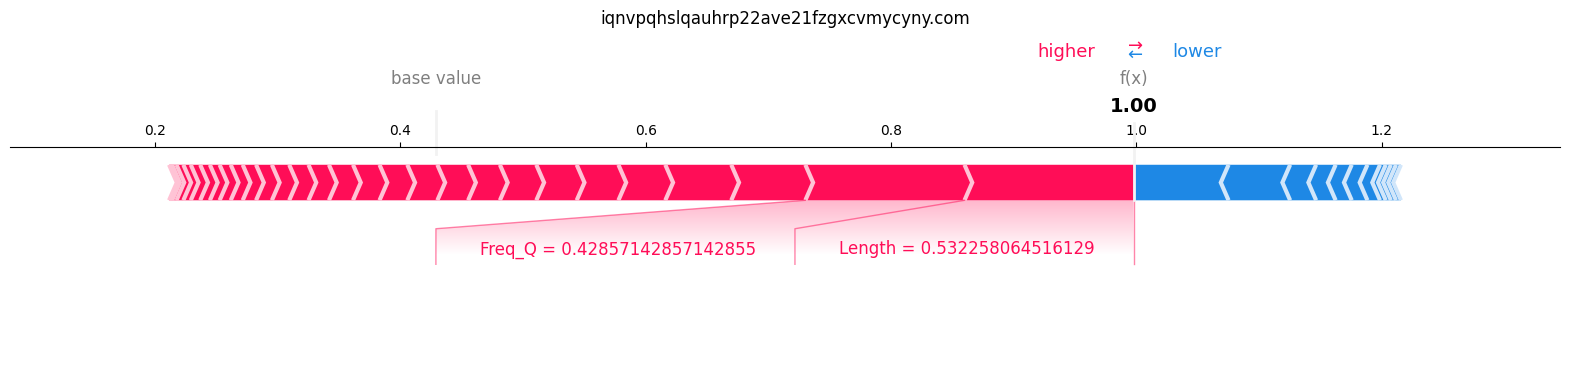 iqnvpqhslqauhrp22ave21fzgxcvmycyny.com
higher ⇄ lower
base value f(x)
1.00
0.2 0.4 0.6 0.8 1.0 1.2
Freq_Q = 0.42857142857142855 Length = 0.532258064516129